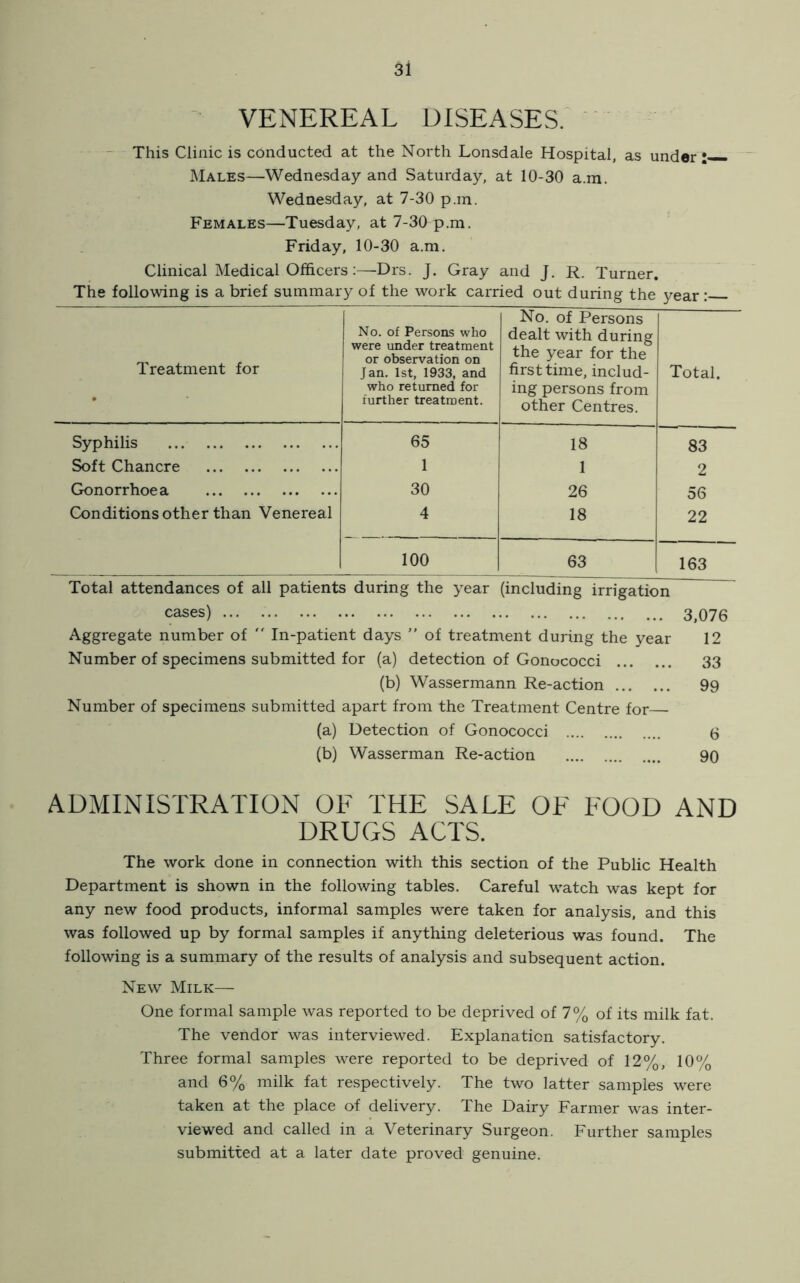 31
VENEREAL DISEASES.
This Clinic is conducted at the North Lonsdale Hospital, as under :—
Males—Wednesday and Saturday, at 10-30 a.m.
Wednesday, at 7-30 p.m.
Females—Tuesday, at 7-30 p.m.
Friday, 10-30 a.m.
Clinical Medical Officers :—Drs. J. Gray and J. R. Turner.
The following is a brief summary of the work carried out during the year :—
Treatment for | No. of Persons who were under treatment or observation on Jan. 1st, 1933, and who returned for further treatment. | No. of Persons dealt with during the year for the first time, includ- ing persons from other Centres. | Total.
Syphilis ... ... ... ... ... 65 18 83
Soft Chancre ... ... ... ... 1 1 2
Gonorrhoea ... ... ... ... 30 26 56
Conditions other than Venereal 4 18 22
100 63 163
Total attendances of all patients during the year (including irrigation
cases) ... ... ... ... ... ... ... ... ... ... ... ... 3,076
Aggregate number of " In-patient days " of treatment during the year 12
Number of specimens submitted for (a) detection of Gonococci ... ... 33
(b) Wassermann Re-action ... ... 99
Number of specimens submitted apart from the Treatment Centre for—
(a) Detection of Gonococci .... .... .... 6
(b) Wasserman Re-action .... .... .... 90
ADMINISTRATION OF THE SALE OF FOOD AND
DRUGS ACTS.
The work done in connection with this section of the Public Health
Department is shown in the following tables. Careful watch was kept for
any new food products, informal samples were taken for analysis, and this
was followed up by formal samples if anything deleterious was found. The
following is a summary of the results of analysis and subsequent action.
New Milk—
One formal sample was reported to be deprived of 7% of its milk fat.
The vendor was interviewed. Explanation satisfactory.
Three formal samples were reported to be deprived of 12%, 10%
and 6% milk fat respectively. The two latter samples were
taken at the place of delivery. The Dairy Farmer was inter-
viewed and called in a Veterinary Surgeon. Further samples
submitted at a later date proved genuine.